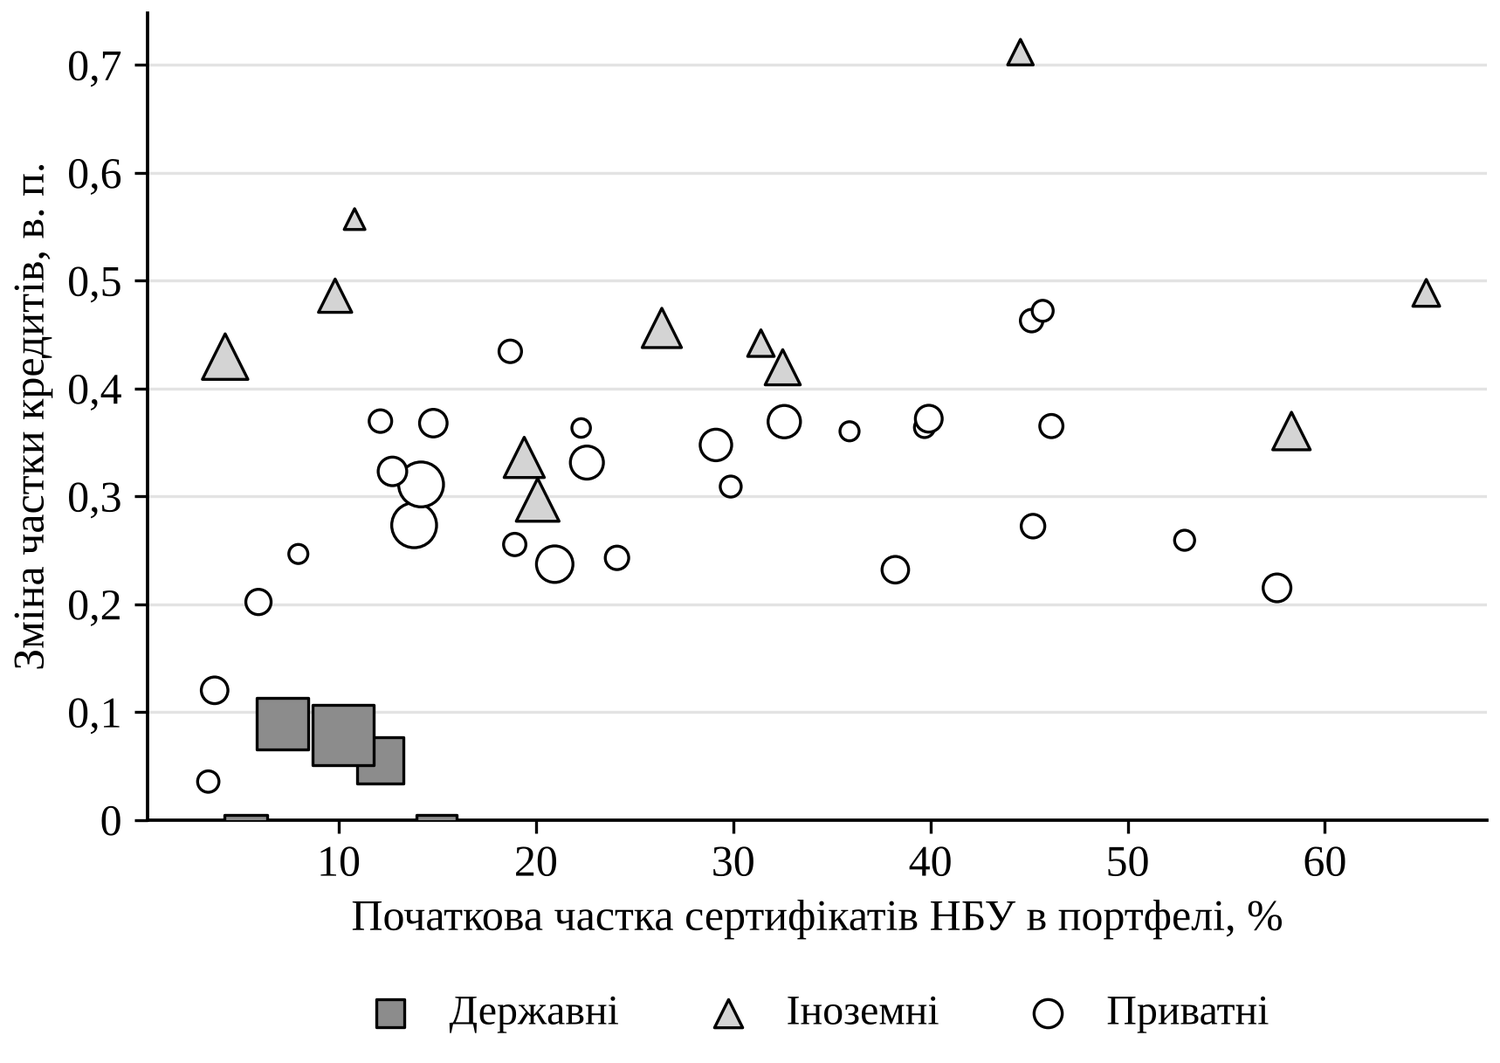 Зміна частки кредитів, в. п.
0,7
0,6
0,5
0,4
0,3
0,2
0,1
0
10 20 30 40 50 60
Початкова частка сертифікатів НБУ в портфелі, %
Державні Іноземні Приватні